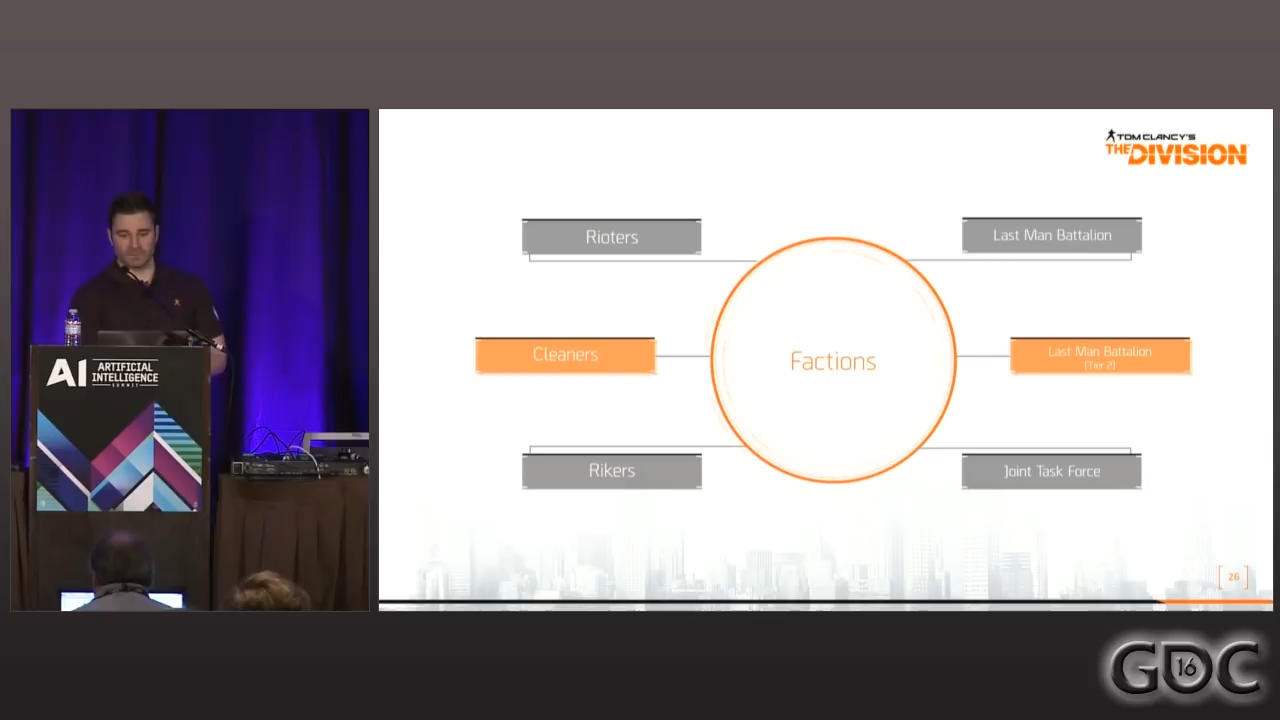 TOM CLANCY'S
THE DIVISION
Rioters
Last Man Battalion
Cleaners
Factions
Last Man Battalion
(Tier 2)
Rikers
Joint Task Force
26
AI ARTIFICIAL
INTELLIGENCE
SUMMIT
GDC
16